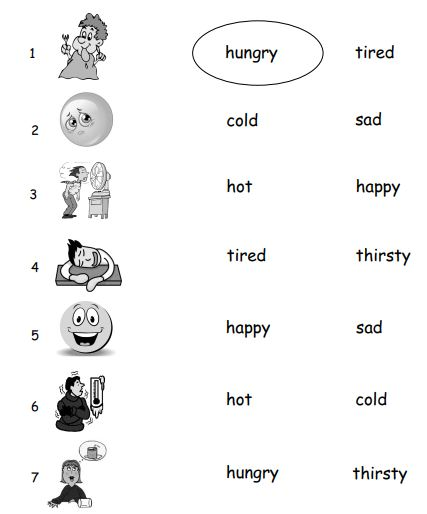 1 hungry tired
2 cold sad
3 hot happy
4 tired thirsty
5 happy sad
6 hot cold
7 hungry thirsty